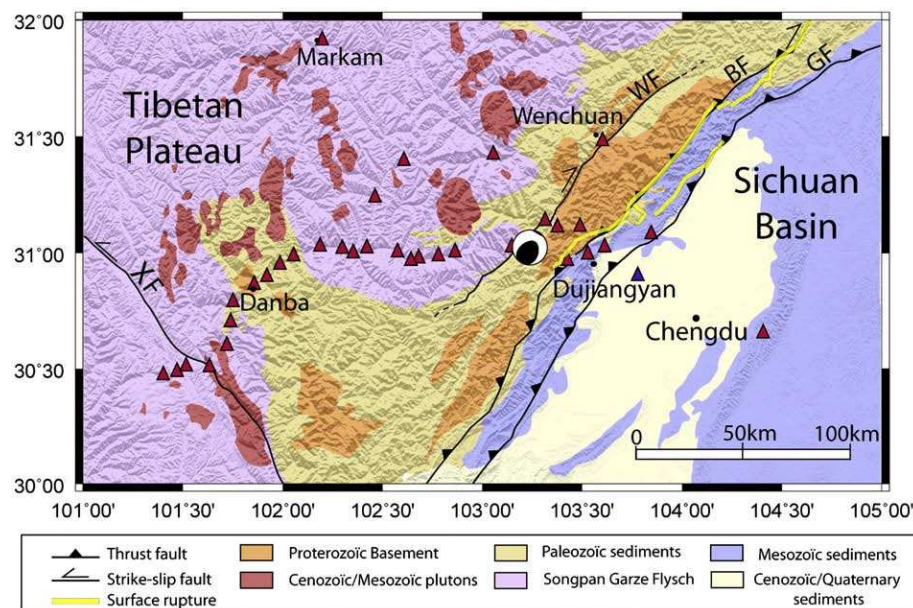 32°00'
31°30'
31°00'
30°30'
30°00'
Markam
Tibetan
Plateau
Wenchuan
WF
BF
GF
Sichuan
Basin
XF
Danba
Dujiangyan
Chengdu
0 50km 100km
101°00' 101°30' 102°00' 102°30' 103°00' 103°30' 104°00' 104°30' 105°00'
Thrust fault
Proterozoïc Basement
Paleozoïc sediments
Mesozoïc sediments
Strike-slip fault
Cenozoïc/Mesozoïc plutons
Songpan Garze Flysch
Cenozoïc/Quaternary
sediments
Surface rupture